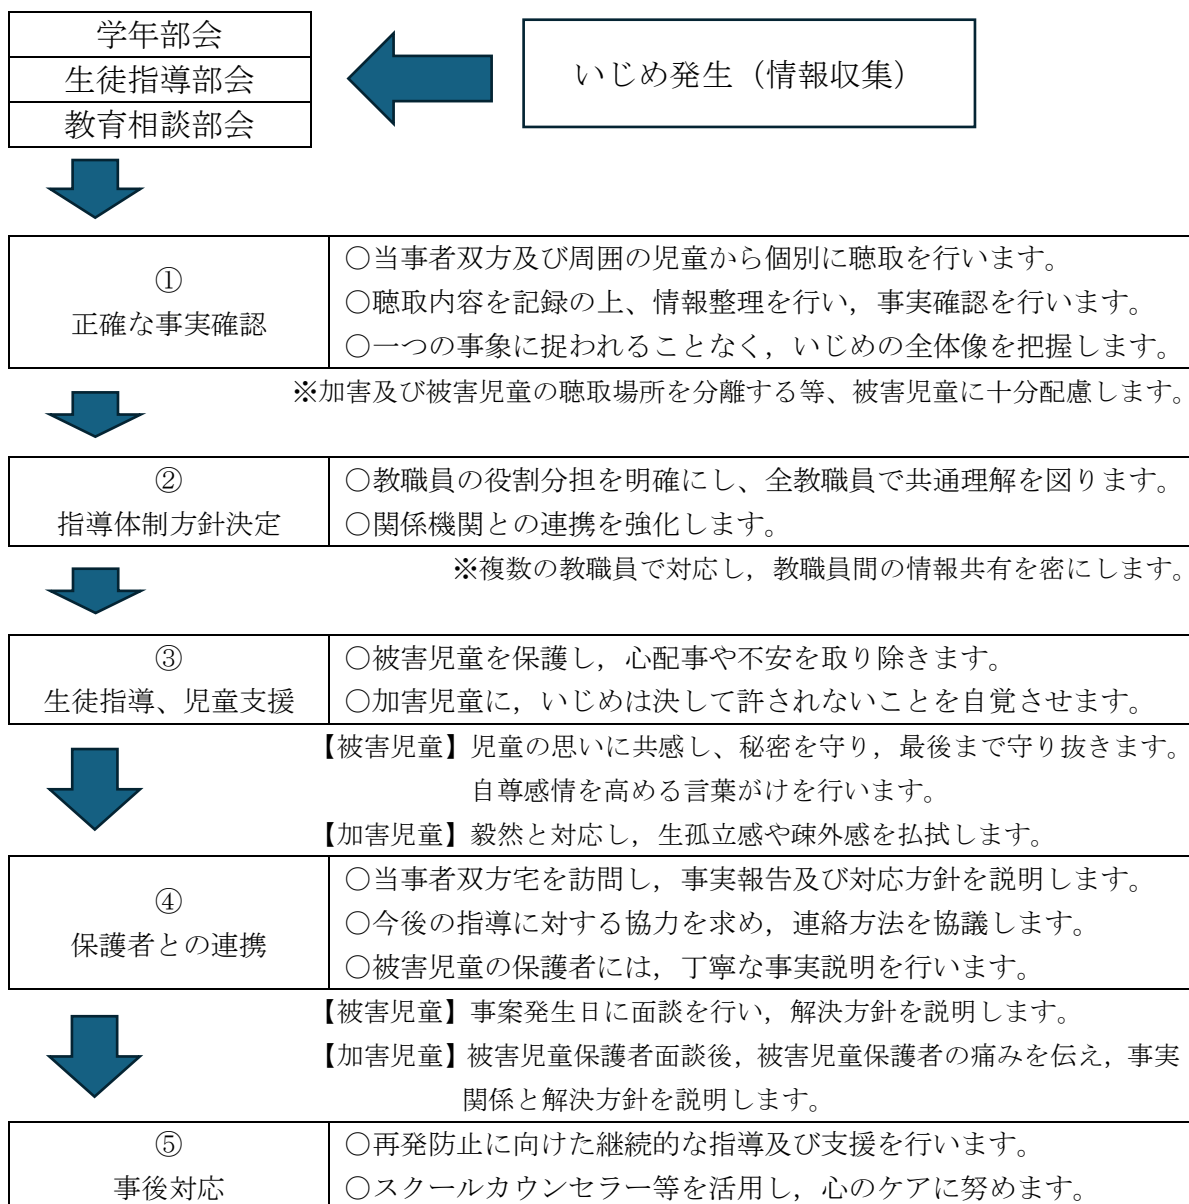 学年部会
生徒指導部会
教育相談部会
いじめ発生（情報収集）
①
正確な事実確認
○当事者双方及び周囲の児童から個別に聴取を行います。
○聴取内容を記録の上、情報整理を行い，事実確認を行います。
○一つの事象に捉われることなく，いじめの全体像を把握します。
※加害及び被害児童の聴取場所を分離する等、被害児童に十分配慮します。
②
指導体制方針決定
○教職員の役割分担を明確にし、全教職員で共通理解を図ります。
○関係機関との連携を強化します。
※複数の教職員で対応し，教職員間の情報共有を密にします。
③
生徒指導、児童支援
○被害児童を保護し，心配事や不安を取り除きます。
○加害児童に，いじめは決して許されないことを自覚させます。
【被害児童】児童の思いに共感し、秘密を守り，最後まで守り抜きます。
自尊感情を高める言葉がけを行います。
【加害児童】毅然と対応し，生孤立感や疎外感を払拭します。
④
保護者との連携
○当事者双方宅を訪問し，事実報告及び対応方針を説明します。
○今後の指導に対する協力を求め，連絡方法を協議します。
○被害児童の保護者には，丁寧な事実説明を行います。
【被害児童】事案発生日に面談を行い，解決方針を説明します。
【加害児童】被害児童保護者面談後，被害児童保護者の痛みを伝え，事実
関係と解決方針を説明します。
⑤
事後対応
○再発防止に向けた継続的な指導及び支援を行います。
○スクールカウンセラー等を活用し，心のケアに努めます。